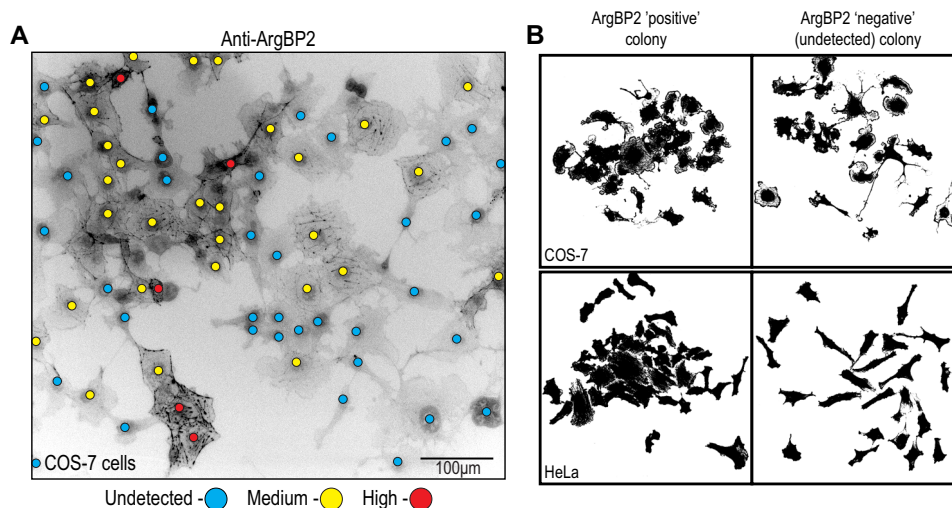 A
Anti-ArgBP2
COS-7 cells
100µm
Undetected - Medium - High -
B
ArgBP2 'positive'
colony
ArgBP2 ‘negative’
(undetected) colony
COS-7
HeLa